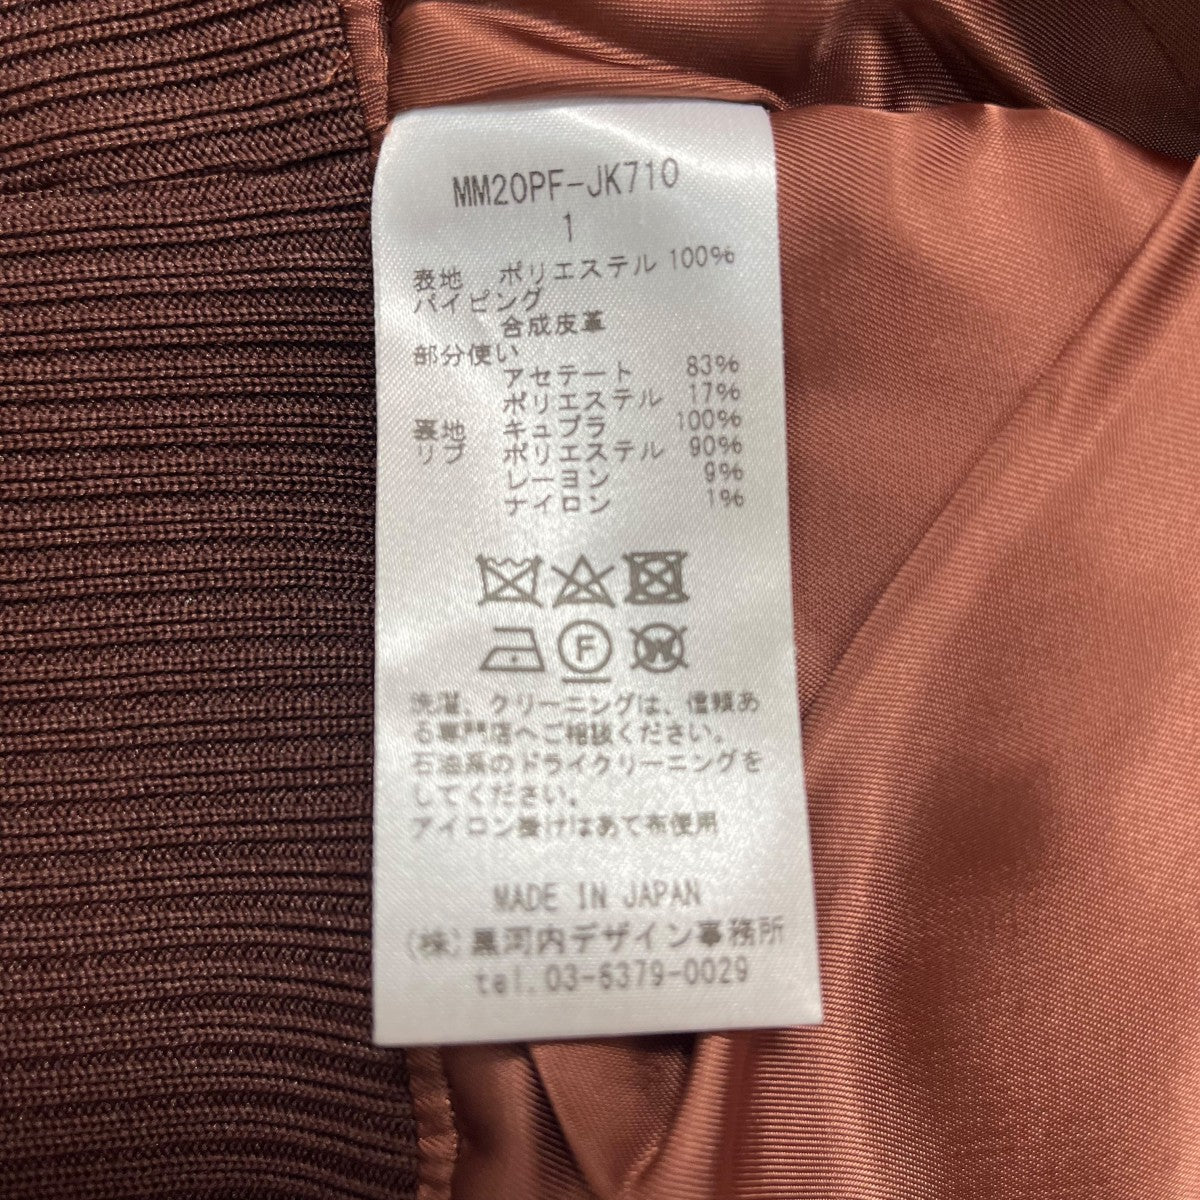 MM20PF-JK710
1
表地 ポリエステル 100%
パイピング
合成皮革
部分使い
アセテート 83%
ポリエステル 17%
裏地 キュプラ 100%
リブ ポリエステル 90%
レーヨン 9%
ナイロン 1%
F
W
洗濯、クリーニングは、信頼あ
る専門店へご相談ください。
石油系のドライクリーニングを
してください。
アイロン掛けはあて布使用
MADE IN JAPAN
(株)黒河内デザイン事務所
tel.03-6379-0029